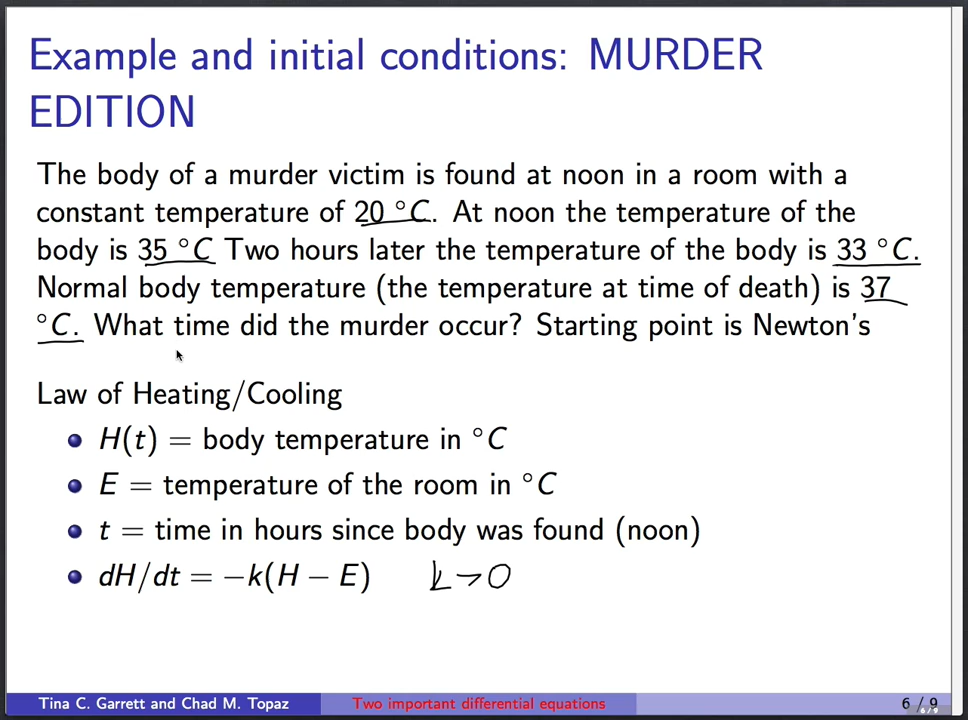 Example and initial conditions: MURDER
EDITION
The body of a murder victim is found at noon in a room with a
constant temperature of 20 °C. At noon the temperature of the
body is 35 °C Two hours later the temperature of the body is 33 °C.
Normal body temperature (the temperature at time of death) is 37
°C. What time did the murder occur? Starting point is Newton's
Law of Heating/Cooling
H(t) = body temperature in °C
E = temperature of the room in °C
t = time in hours since body was found (noon)
dH/dt = −k(H − E) k > 0
Tina C. Garrett and Chad M. Topaz Two important differential equations 6 / 9
6 / 9